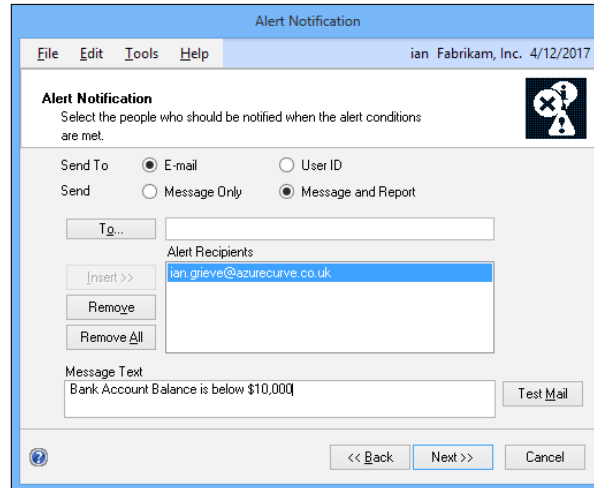 Alert Notification
File Edit Tools Help ian Fabrikam, Inc. 4/12/2017
Alert Notification
Select the people who should be notified when the alert conditions
are met.
Send To E-mail User ID
Send Message Only Message and Report
To...
Alert Recipients
Insert >> ian.grieve@azurecurve.co.uk
Remove
Remove All
Message Text
Bank Account Balance is below $10,000
Test Mail
<< Back Next >> Cancel